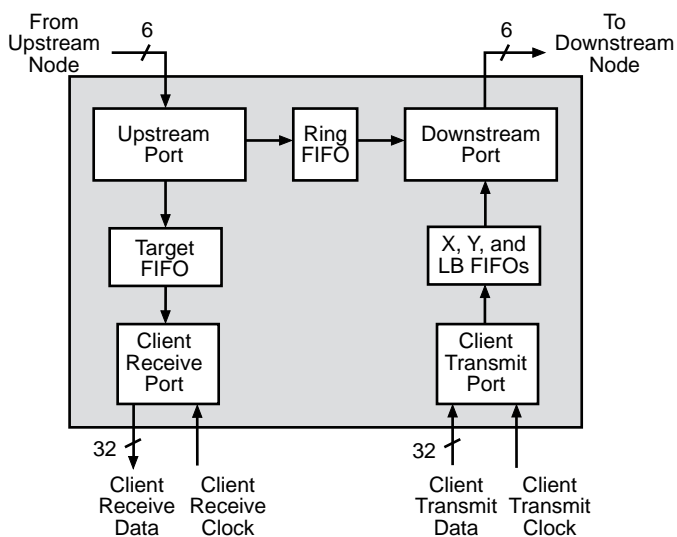 From
Upstream
Node
6
6
To
Downstream
Node
Upstream
Port
Ring
FIFO
Downstream
Port
Target
FIFO
X, Y, and
LB FIFOs
Client
Receive
Port
Client
Transmit
Port
32
32
Client
Receive
Data
Client
Receive
Clock
Client
Transmit
Data
Client
Transmit
Clock